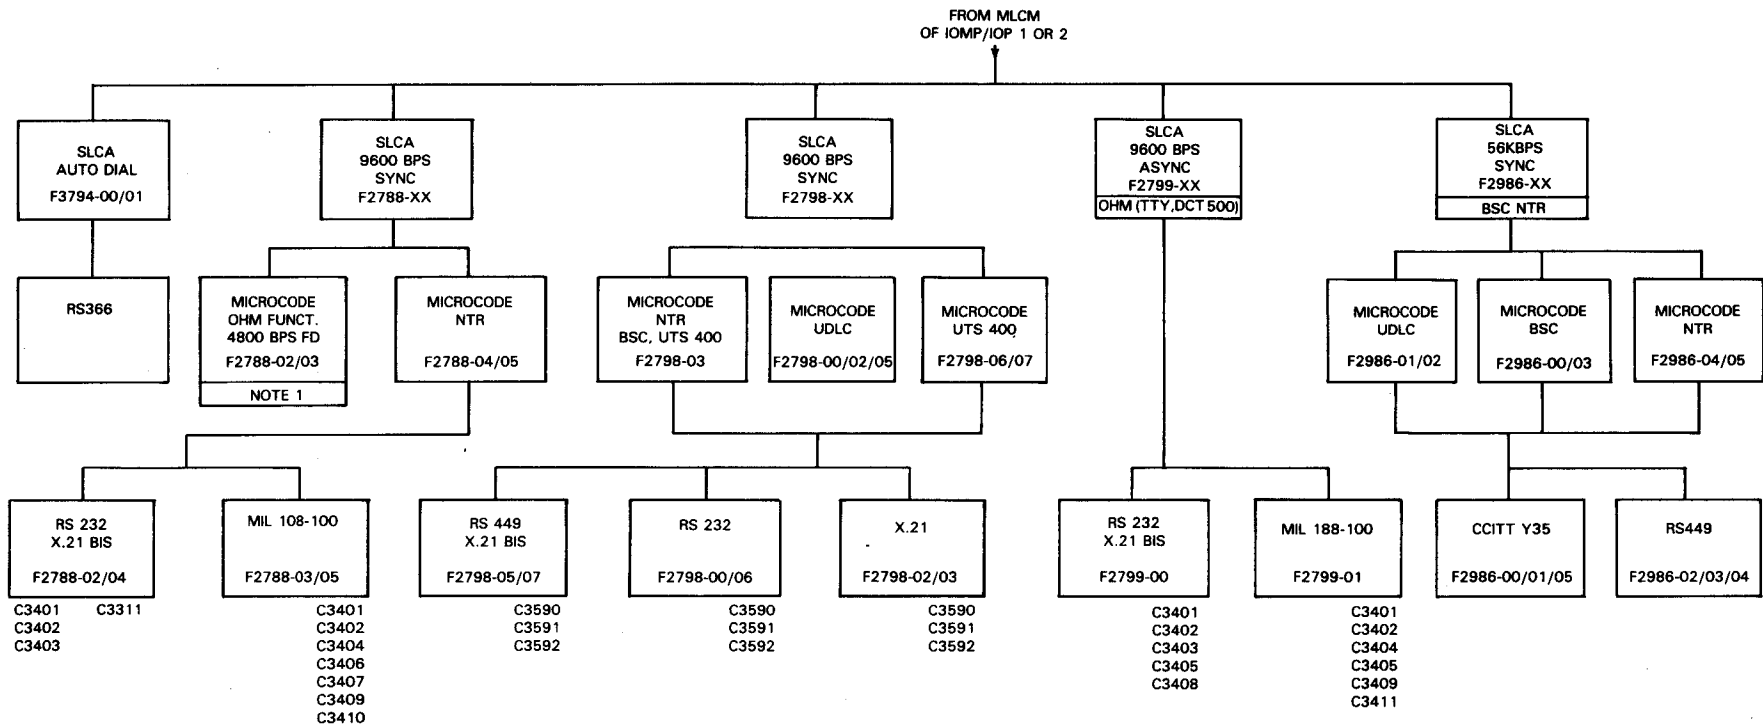 FROM MLCM
OF IOMP/IOP 1 OR 2
SLCA
AUTO DIAL
F3794-00/01
SLCA
9600 BPS
SYNC
F2788-XX
SLCA
9600 BPS
SYNC
F2798-XX
SLCA
9600 BPS
ASYNC
F2799-XX
OHM (TTY,DCT 500)
SLCA
56KBPS
SYNC
F2986-XX
BSC NTR
RS366
MICROCODE
OHM FUNCT.
4800 BPS FD
F2788-02/03
NOTE 1
MICROCODE
NTR
F2788-04/05
MICROCODE
NTR
BSC, UTS 400
F2798-03
MICROCODE
UDLC
F2798-00/02/05
MICROCODE
UTS 400
F2798-06/07
MICROCODE
UDLC
F2986-01/02
MICROCODE
BSC
F2986-00/03
MICROCODE
NTR
F2986-04/05
RS 232
X.21 BIS
F2788-02/04
C3401 C3311
C3402
C3403
MIL 108-100
F2788-03/05
C3401
C3402
C3404
C3406
C3407
C3409
C3410
RS 449
X.21 BIS
F2798-05/07
C3590
C3591
C3592
RS 232
F2798-00/06
C3590
C3591
C3592
X.21
F2798-02/03
C3590
C3591
C3592
RS 232
X.21 BIS
F2799-00
C3401
C3402
C3403
C3405
C3408
MIL 188-100
F2799-01
C3401
C3402
C3404
C3405
C3409
C3411
CCITT Y35
F2986-00/01/05
RS449
F2986-02/03/04